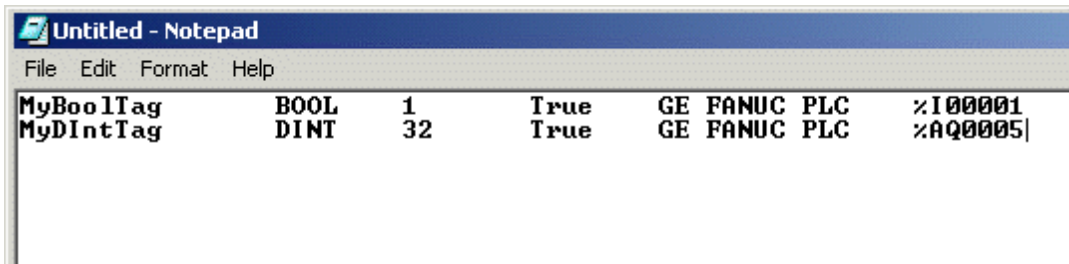 Untitled - Notepad
File Edit Format Help
MyBoolTag BOOL 1 True GE FANUC PLC %I00001
MyDIntTag DINT 32 True GE FANUC PLC %AQ0005